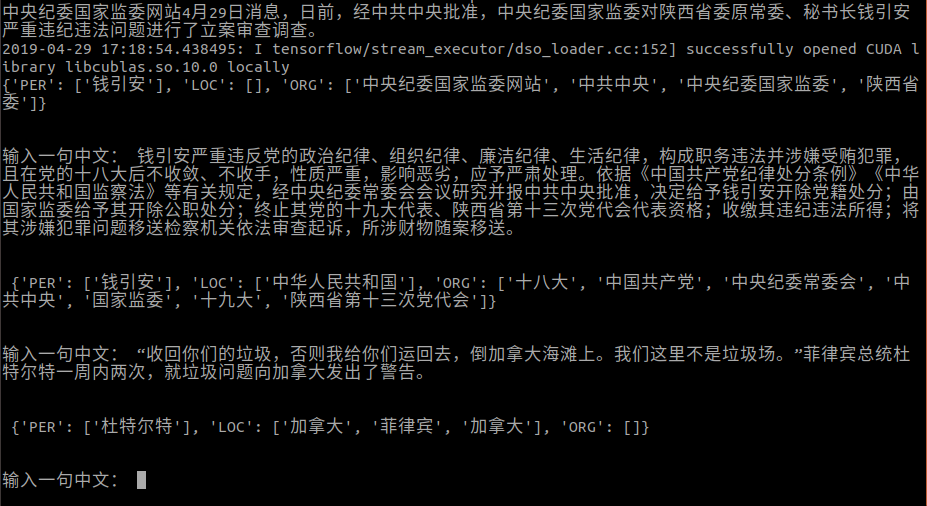 中央纪委国家监委网站4月29日消息，日前，经中共中央批准，中央纪委国家监委对陕西省委原常委、秘书长钱引安
严重违纪违法问题进行了立案审查调查。
2019-04-29 17:18:54.438495: I tensorflow/stream_executor/dso_loader.cc:152] successfully opened CUDA l
ibrary libcublas.so.10.0 locally
{'PER': ['钱引安'], 'LOC': [], 'ORG': ['中央纪委国家监委网站', '中共中央', '中央纪委国家监委', '陕西省
委']}
输入一句中文： 钱引安严重违反党的政治纪律、组织纪律、廉洁纪律、生活纪律，构成职务违法并涉嫌受贿犯罪，
且在党的十八大后不收敛、不收手，性质严重，影响恶劣，应予严肃处理。依据《中国共产党纪律处分条例》《中华
人民共和国监察法》等有关规定，经中央纪委常委会会议研究并报中共中央批准，决定给予钱引安开除党籍处分；由
国家监委给予其开除公职处分；终止其党的十九大代表、陕西省第十三次党代会代表资格；收缴其违纪违法所得；将
其涉嫌犯罪问题移送检察机关依法审查起诉，所涉财物随案移送。
{'PER': ['钱引安'], 'LOC': ['中华人民共和国'], 'ORG': ['十八大', '中国共产党', '中央纪委常委会', '中
共中央', '国家监委', '十九大', '陕西省第十三次党代会']}
输入一句中文： “收回你们的垃圾，否则我给你们运回去，倒加拿大海滩上。我们这里不是垃圾场。”菲律宾总统杜
特尔特一周内两次，就垃圾问题向加拿大发出了警告。
{'PER': ['杜特尔特'], 'LOC': ['加拿大', '菲律宾', '加拿大'], 'ORG': []}
输入一句中文：